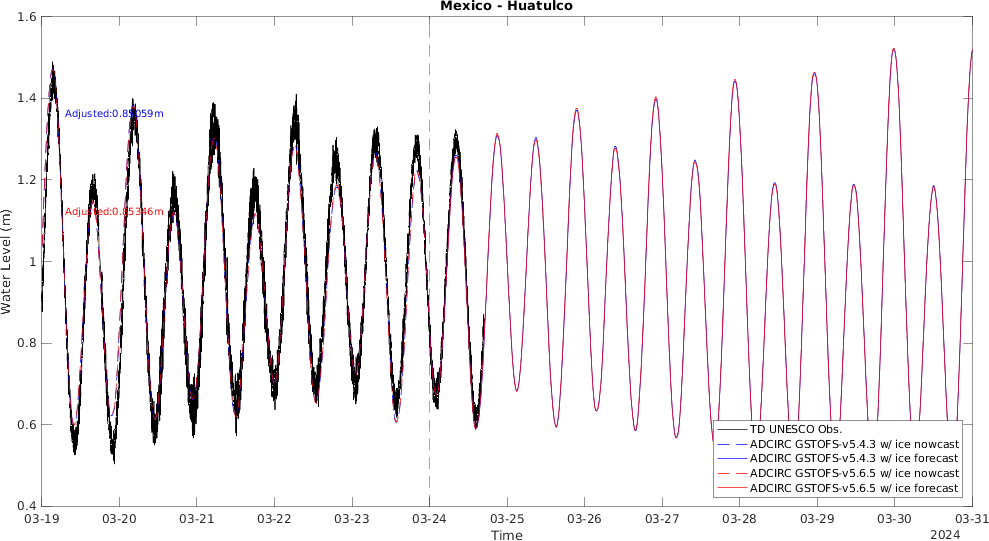 Mexico - Huatulco
1.6
1.4
1.2
1
0.8
0.6
0.4
Water Level (m)
Adjusted:0.85059m
Adjusted:0.85346m
TD UNESCO Obs.
ADCIRC GSTOFS-v5.4.3 w/ ice nowcast
ADCIRC GSTOFS-v5.4.3 w/ ice forecast
ADCIRC GSTOFS-v5.6.5 w/ ice nowcast
ADCIRC GSTOFS-v5.6.5 w/ ice forecast
03-19 03-20 03-21 03-22 03-23 03-24 03-25 03-26 03-27 03-28 03-29 03-30 03-31
Time
2024